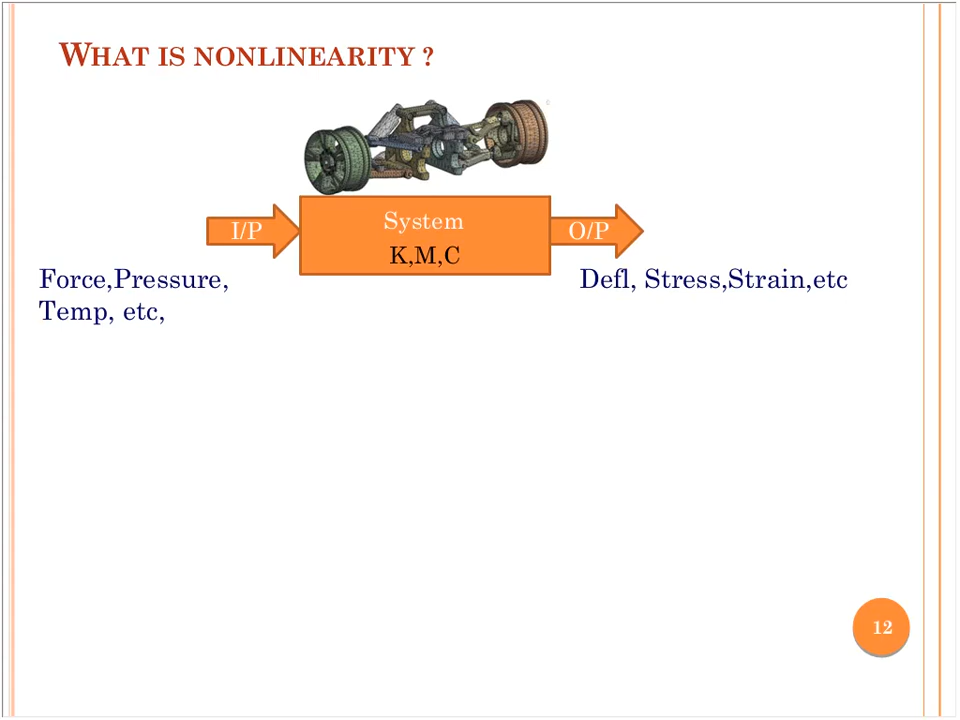 WHAT IS NONLINEARITY ?
System
I/P
O/P
K,M,C
Force,Pressure,
Temp, etc,
Defl, Stress,Strain,etc
12